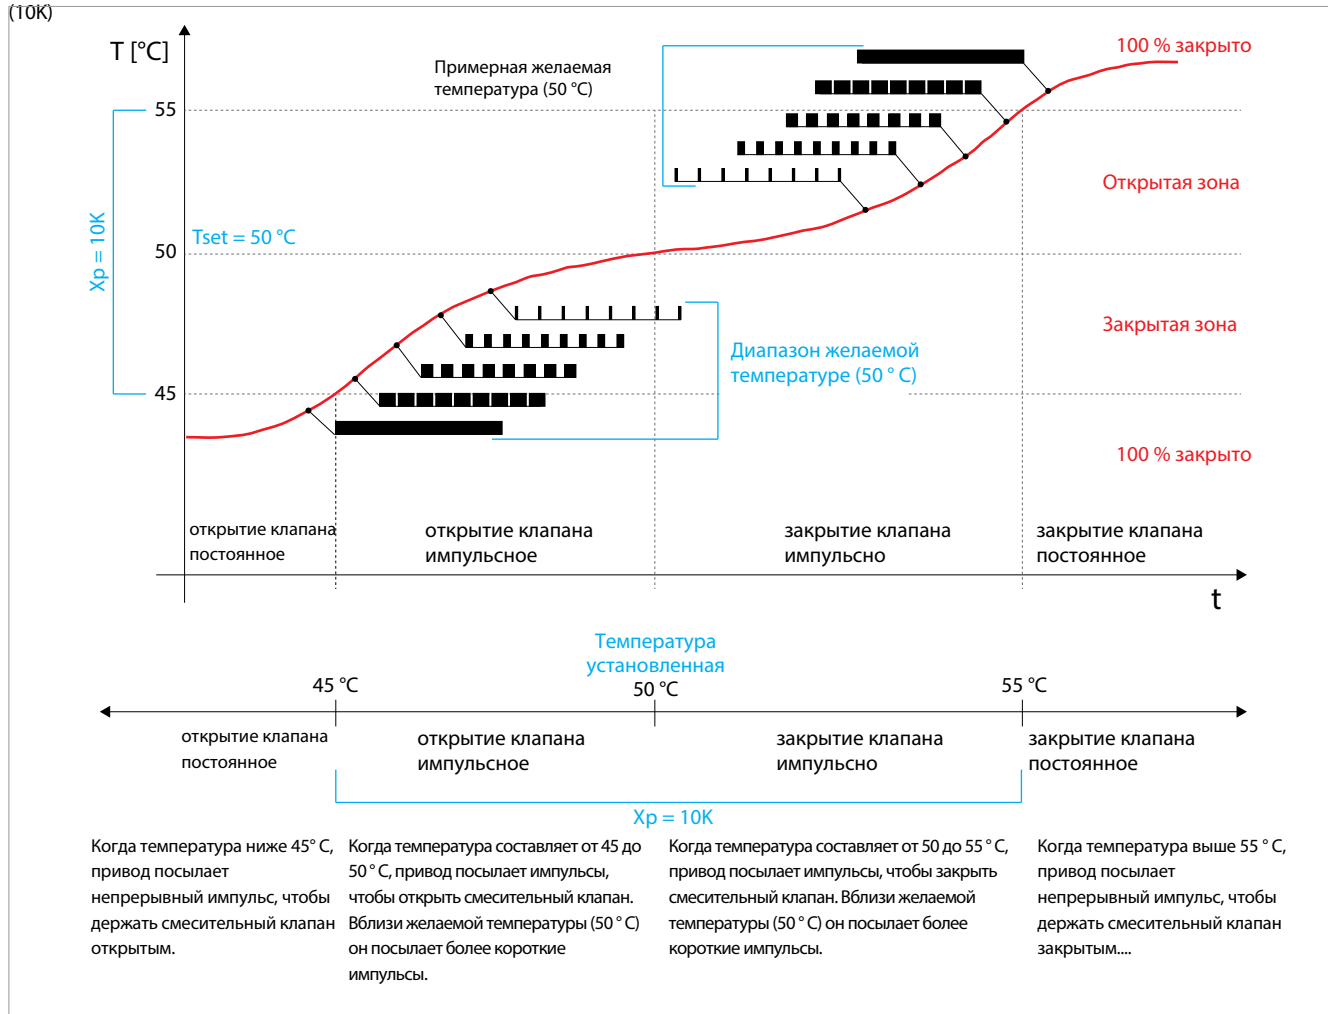 (10K)
T [°C]
Примерная желаемая
температура (50 °C)
100 % закрыто
55
Открытая зона
Xp = 10K
Tset = 50 °C
50
Закрытая зона
Диапазон желаемой
температуре (50 ° C)
45
100 % закрыто
открытие клапана
постоянное
открытие клапана
импульсное
закрытие клапана
импульсно
закрытие клапана
постоянное
t
Температура
установленная
45 °C
50 °C
55 °C
открытие клапана
постоянное
открытие клапана
импульсное
закрытие клапана
импульсно
закрытие клапана
постоянное
Xp = 10K
Когда температура ниже 45° C,
привод посылает
непрерывный импульс, чтобы
держать смесительный клапан
открытым.
Когда температура составляет от 45 до
50 ° C, привод посылает импульсы,
чтобы открыть смесительный клапан.
Вблизи желаемой температуры (50 ° C)
он посылает более короткие
импульсы.
Когда температура составляет от 50 до 55 ° C,
привод посылает импульсы, чтобы закрыть
смесительный клапан. Вблизи желаемой
температуры (50 ° C) он посылает более
короткие импульсы.
Когда температура выше 55 ° C,
привод посылает
непрерывный импульс, чтобы
держать смесительный клапан
закрытым....